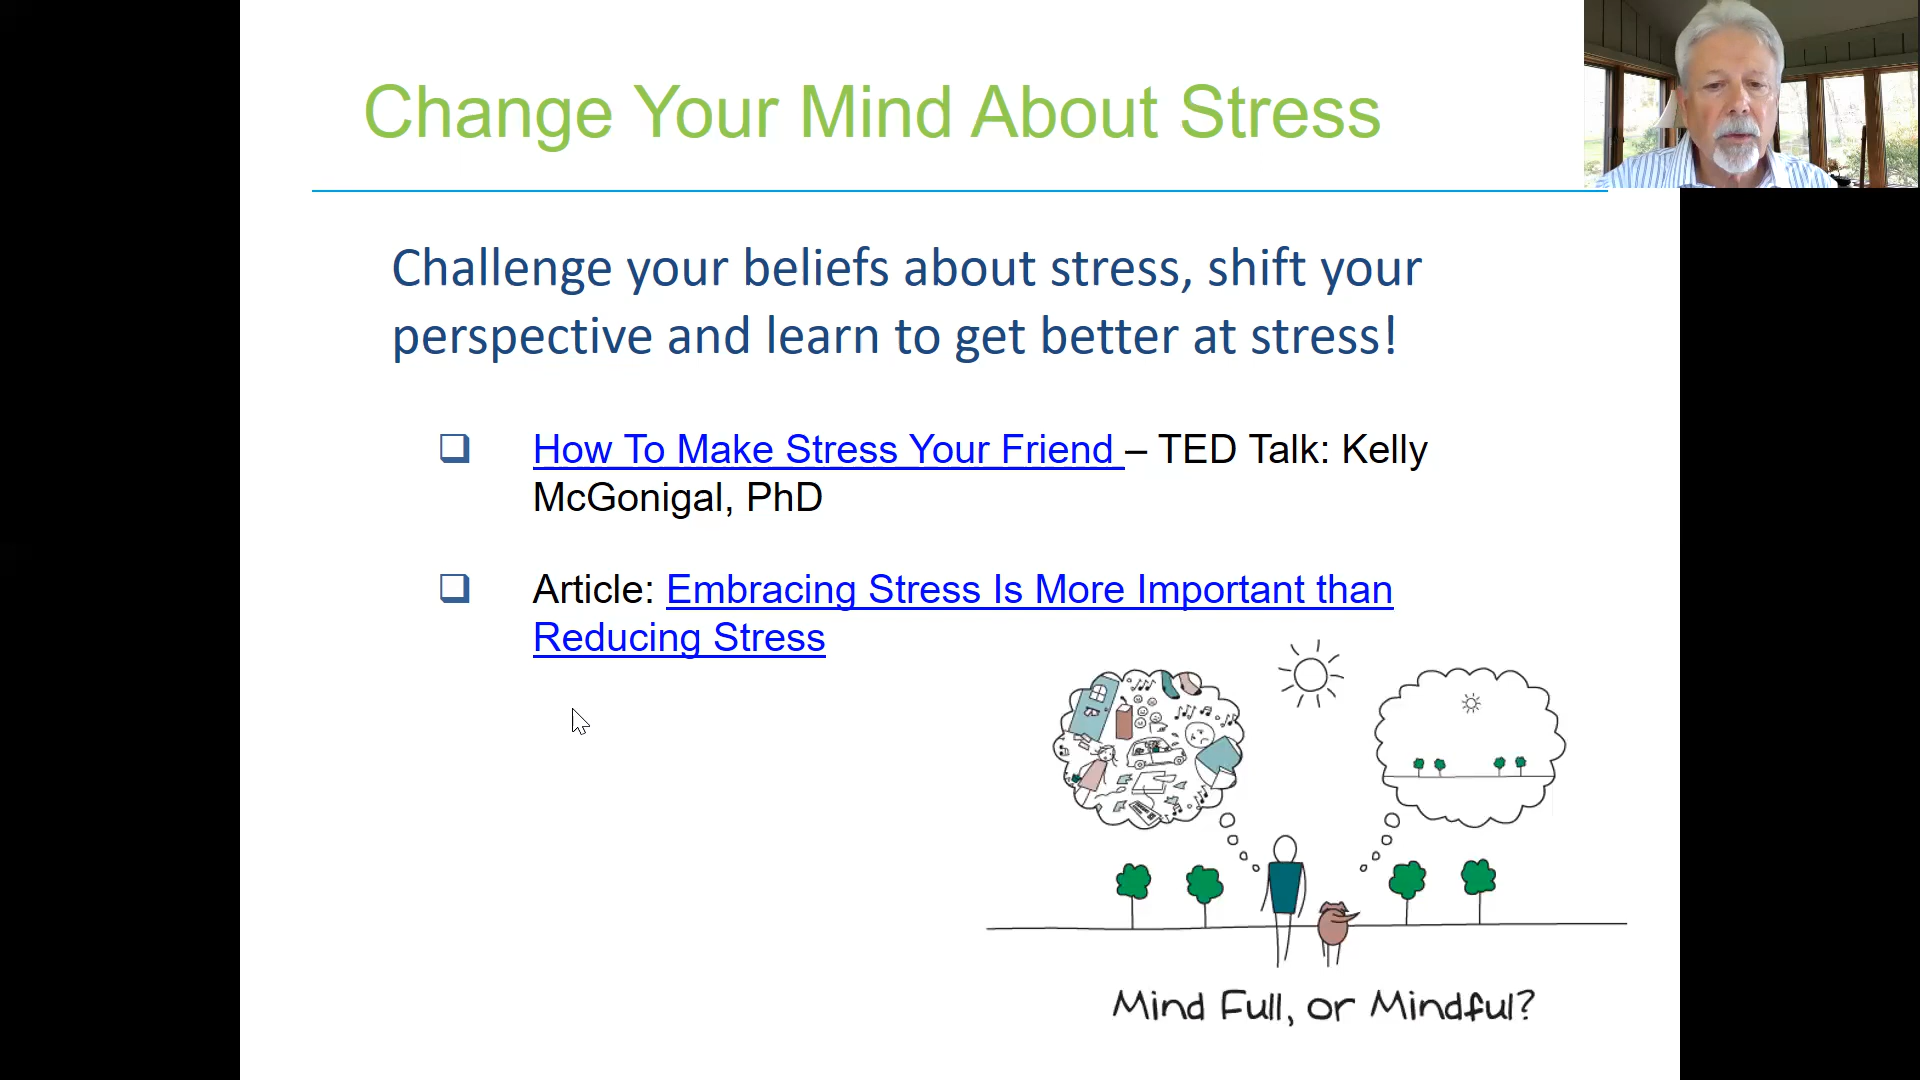 Change Your Mind About Stress
Challenge your beliefs about stress, shift your
perspective and learn to get better at stress!
How To Make Stress Your Friend – TED Talk: Kelly
McGonigal, PhD
Article: Embracing Stress Is More Important than
Reducing Stress
Mind Full, or Mindful?